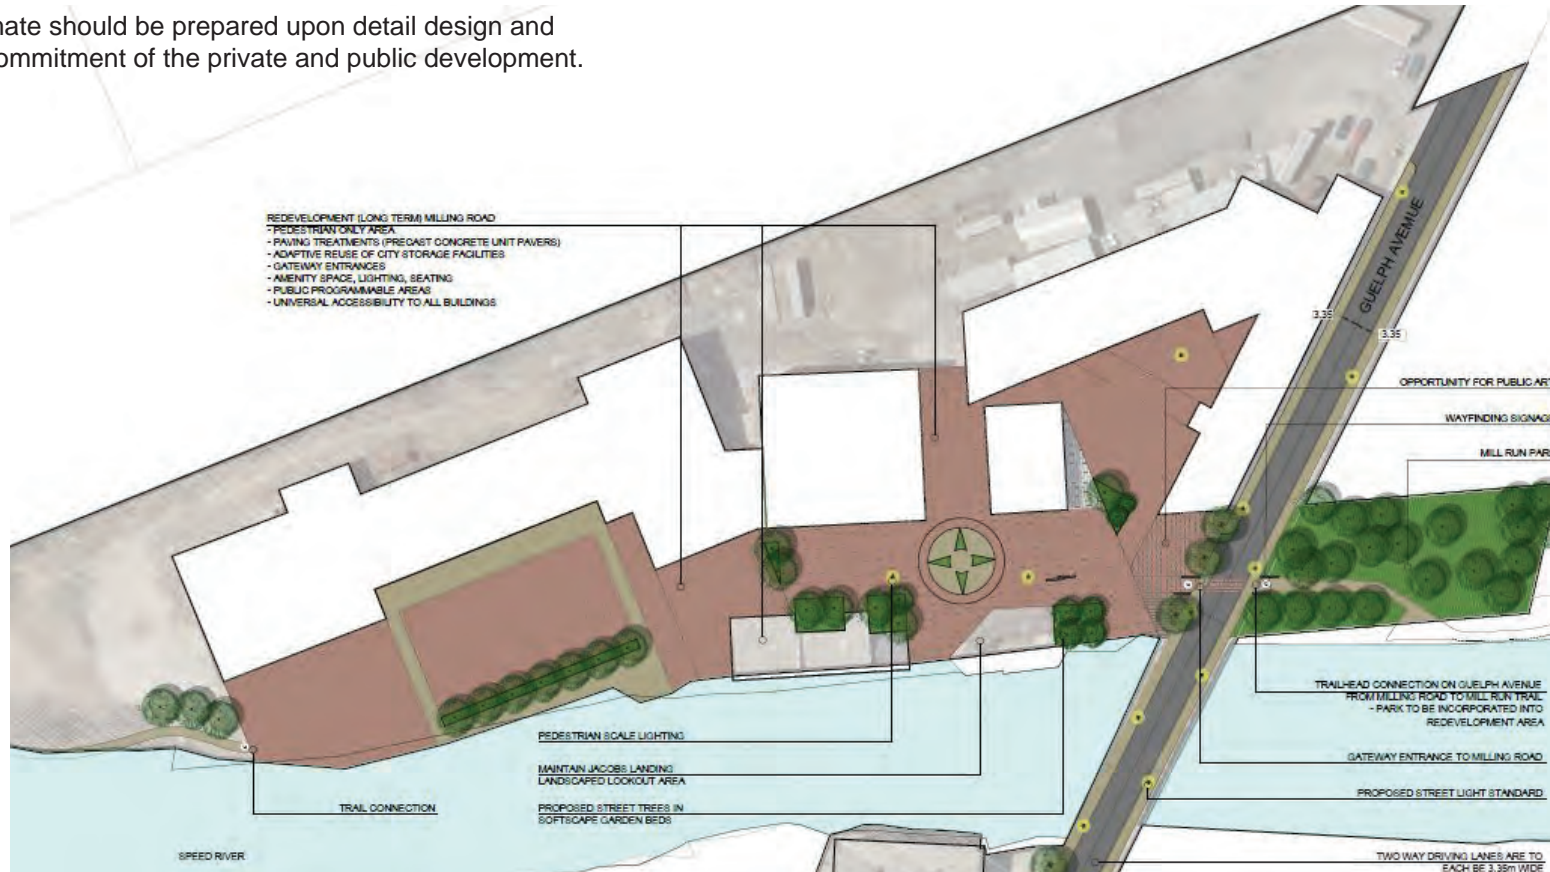 nate should be prepared upon detail design and
ommitment of the private and public development.
REDEVELOPMENT (LONG TERM) MILLING ROAD
- PEDESTRIAN ONLY AREA
- PAVING TREATMENTS (PRECAST CONCRETE UNIT PAVERS)
- ADAPTIVE REUSE OF CITY STORAGE FACILITIES
- GATEWAY ENTRANCES
- AMENITY SPACE, LIGHTING, SEATING
- PUBLIC PROGRAMMABLE AREAS
- UNIVERSAL ACCESSIBILITY TO ALL BUILDINGS
GUELPH AVEMUE
3.35
3.35
OPPORTUNITY FOR PUBLIC ART
WAYFINDING SIGNAG
MILL RUN PAR
TRAILHEAD CONNECTION ON GUELPH AVENUE
FROM MILLING ROAD TO MILL RUN TRAIL
- PARK TO BE INCORPORATED INTO
REDEVELOPMENT AREA
PEDESTRIAN SCALE LIGHTING
GATEWAY ENTRANCE TO MILLING ROAD
MAINTAIN JACOBS LANDING
LANDSCAPED LOOKOUT AREA
PROPOSED STREET LIGHT STANDARD
TRAIL CONNECTION
PROPOSED STREET TREES IN
SOFTSCAPE GARDEN BEDS
SPEED RIVER
TWO WAY DRIVING LANES ARE TO
EACH BE 3.35m WIDE